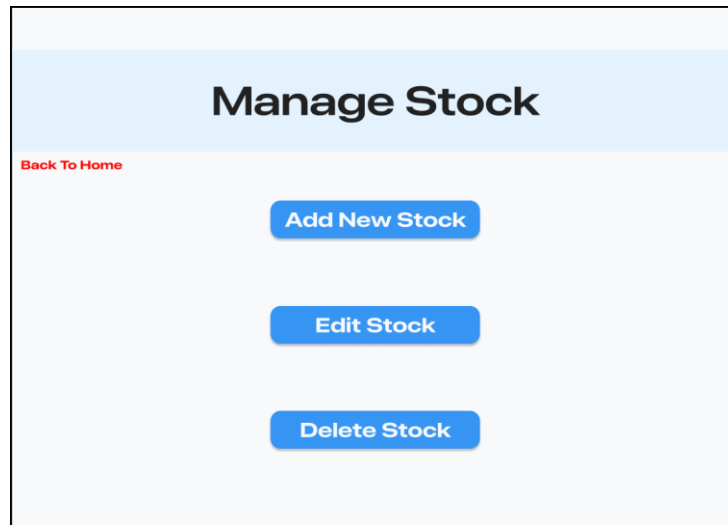 Manage Stock
Back To Home
Add New Stock
Edit Stock
Delete Stock